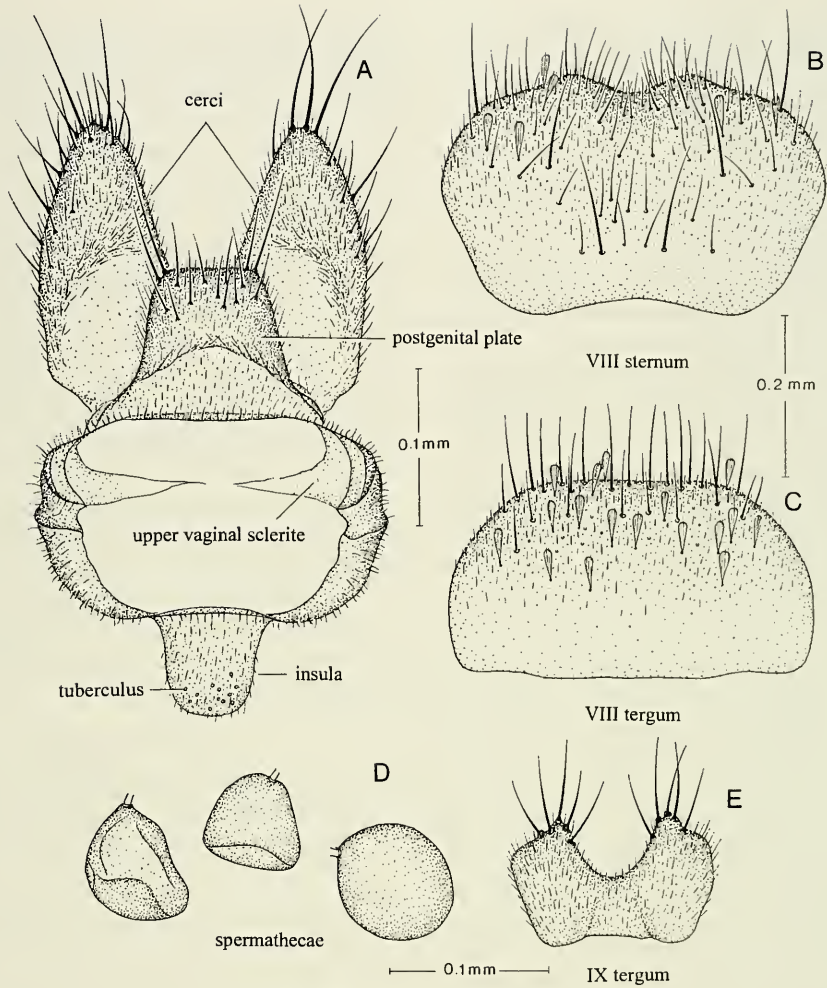 A
cerci
postgenital plate
0.1mm
upper vaginal sclerite
tuberculus
insula
B
VIII sternum
0.2 mm
C
VIII tergum
D
spermathecae
0.1mm
E
IX tergum